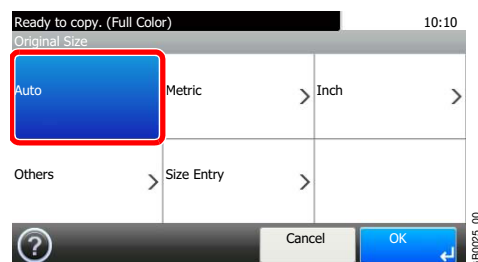 Ready to copy. (Full Color) 10:10
Original Size
Auto Metric > Inch >
Others > Size Entry >
? Cancel OK